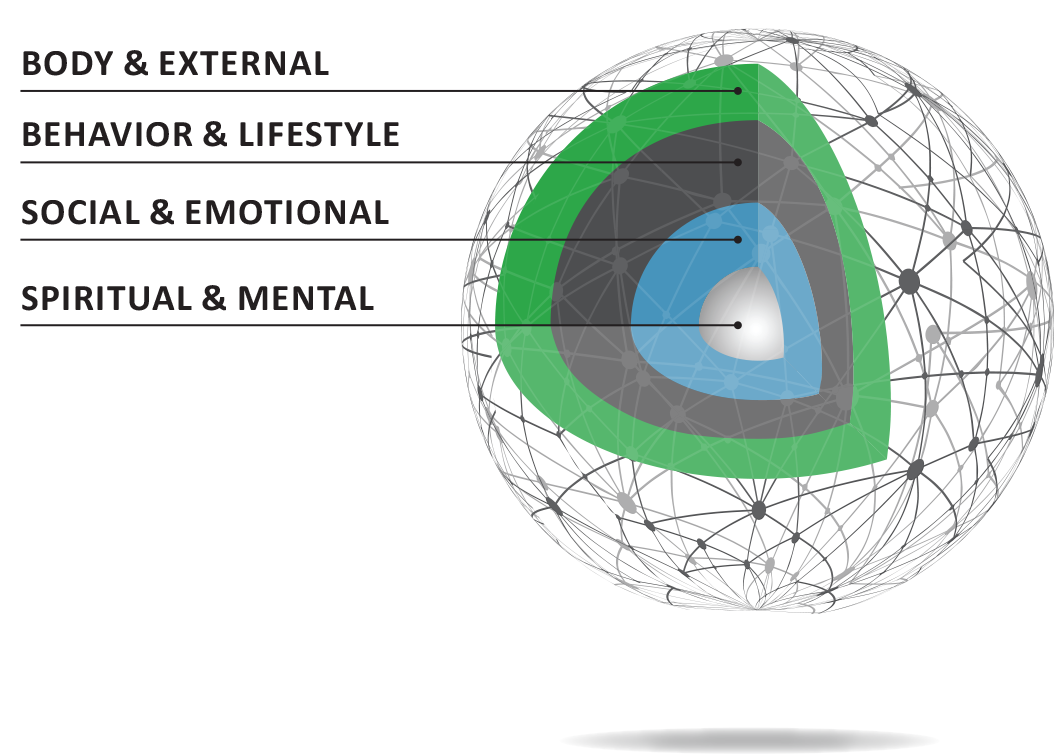 BODY & EXTERNAL
BEHAVIOR & LIFESTYLE
SOCIAL & EMOTIONAL
SPIRITUAL & MENTAL